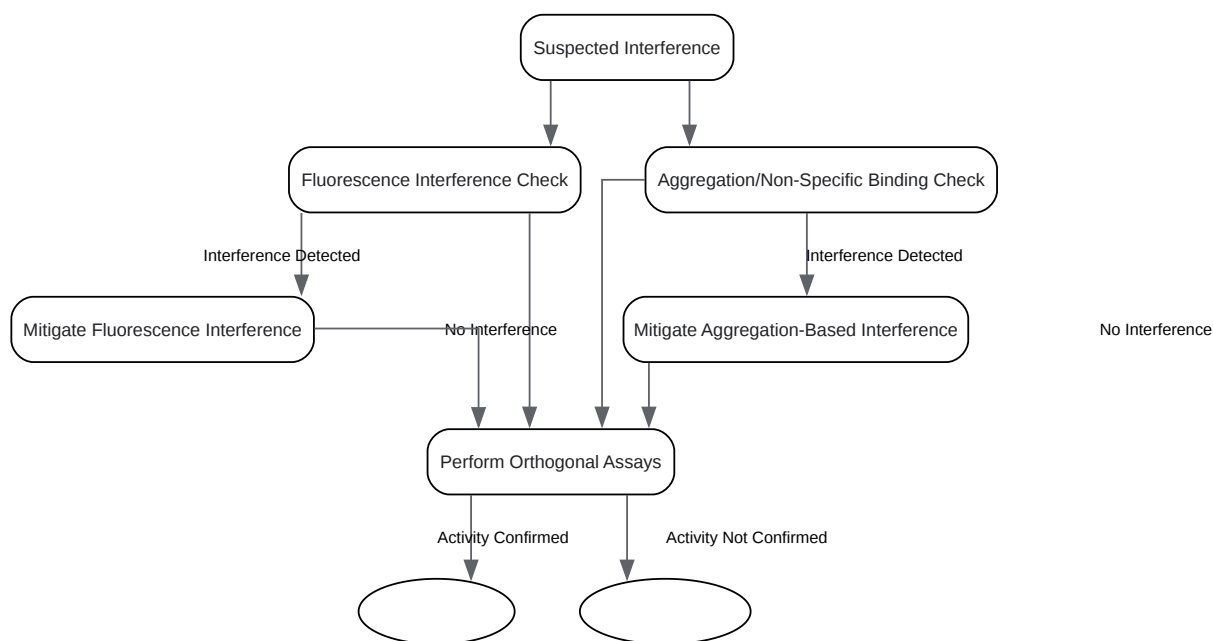 Suspected Interference
Fluorescence Interference Check
Aggregation/Non-Specific Binding Check
Interference Detected
Interference Detected
Mitigate Fluorescence Interference
No Interference
Mitigate Aggregation-Based Interference
No Interference
Perform Orthogonal Assays
Activity Confirmed
Activity Not Confirmed